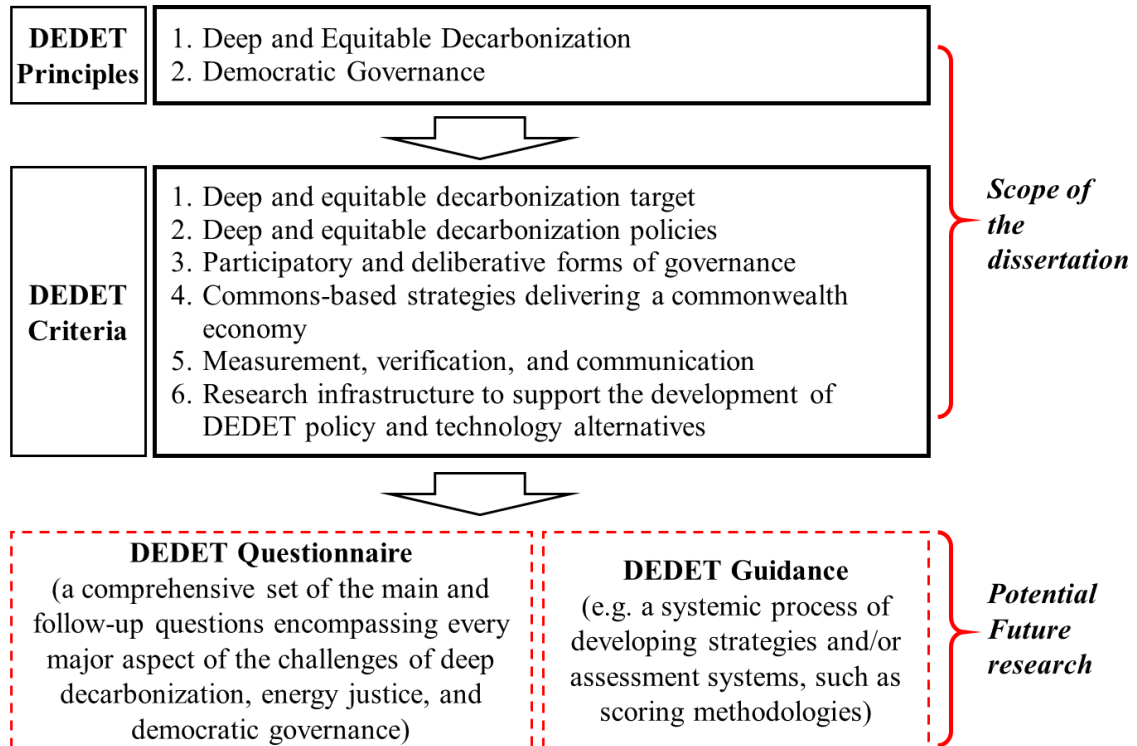 DEDET
Principles
1. Deep and Equitable Decarbonization
2. Democratic Governance
DEDET
Criteria
1. Deep and equitable decarbonization target
2. Deep and equitable decarbonization policies
3. Participatory and deliberative forms of governance
4. Commons-based strategies delivering a commonwealth
economy
5. Measurement, verification, and communication
6. Research infrastructure to support the development of
DEDET policy and technology alternatives
Scope of
the
dissertation
DEDET Questionnaire
(a comprehensive set of the main and
follow-up questions encompassing every
major aspect of the challenges of deep
decarbonization, energy justice, and
democratic governance)
DEDET Guidance
(e.g. a systemic process of
developing strategies and/or
assessment systems, such as
scoring methodologies)
Potential
Future
research